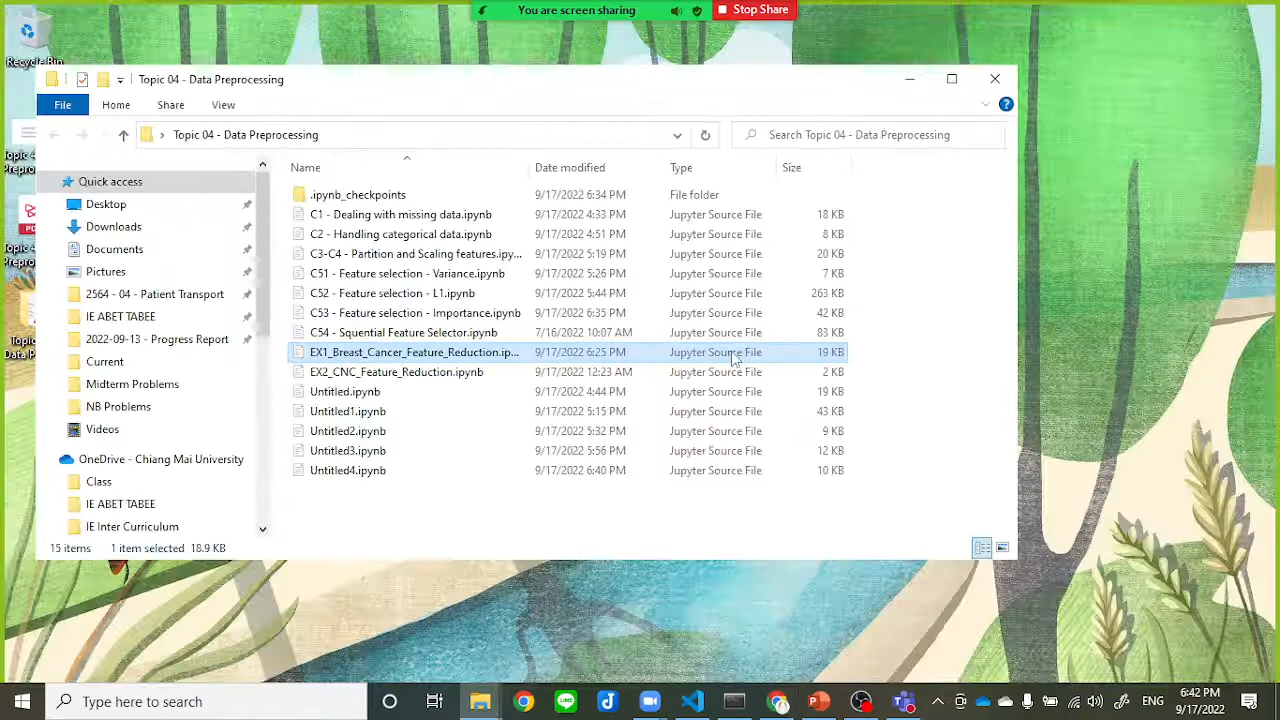 You are screen sharing
Stop Share
Recycle Bin
Topic 04 - Data Preprocessing
File
Home
Share
View
Topic 04 - Data Preprocessing
Search Topic 04 - Data Preprocessing
Name
Date modified
Type
Size
Quick access
Desktop
Downloads
Documents
Pictures
2564 - 04 - Patient Transport
IE ABET TABEE
2022-09-13 - Progress Report
Current
Midterm Problems
NB Problems
Videos
OneDrive - Chiang Mai University
Class
IE ABET TABEE
IE Inter Curriculum
.ipynb_checkpoints 9/17/2022 6:34 PM File folder
C1 - Dealing with missing data.ipynb 9/17/2022 4:33 PM Jupyter Source File 18 KB
C2 - Handling categorical data.ipynb 9/17/2022 4:51 PM Jupyter Source File 8 KB
C3-C4 - Partition and Scaling features.ipy... 9/17/2022 5:19 PM Jupyter Source File 20 KB
C51 - Feature selection - Variance.ipynb 9/17/2022 5:26 PM Jupyter Source File 7 KB
C52 - Feature selection - L1.ipynb 9/17/2022 5:44 PM Jupyter Source File 263 KB
C53 - Feature selection - Importance.ipynb 9/17/2022 6:35 PM Jupyter Source File 42 KB
C54 - Squential Feature Selector.ipynb 7/16/2022 10:07 AM Jupyter Source File 83 KB
EX1_Breast_Cancer_Feature_Reduction.ip... 9/17/2022 6:25 PM Jupyter Source File 19 KB
EX2_CNC_Feature_Reduction.ipynb 9/17/2022 12:23 AM Jupyter Source File 2 KB
Untitled.ipynb 9/17/2022 4:44 PM Jupyter Source File 19 KB
Untitled1.ipynb 9/17/2022 5:15 PM Jupyter Source File 43 KB
Untitled2.ipynb 9/17/2022 5:32 PM Jupyter Source File 9 KB
Untitled3.ipynb 9/17/2022 5:56 PM Jupyter Source File 12 KB
Untitled4.ipynb 9/17/2022 6:40 PM Jupyter Source File 10 KB
15 items 1 item selected 18.9 KB
Type here to search
ENG
6:42 PM
9/17/2022